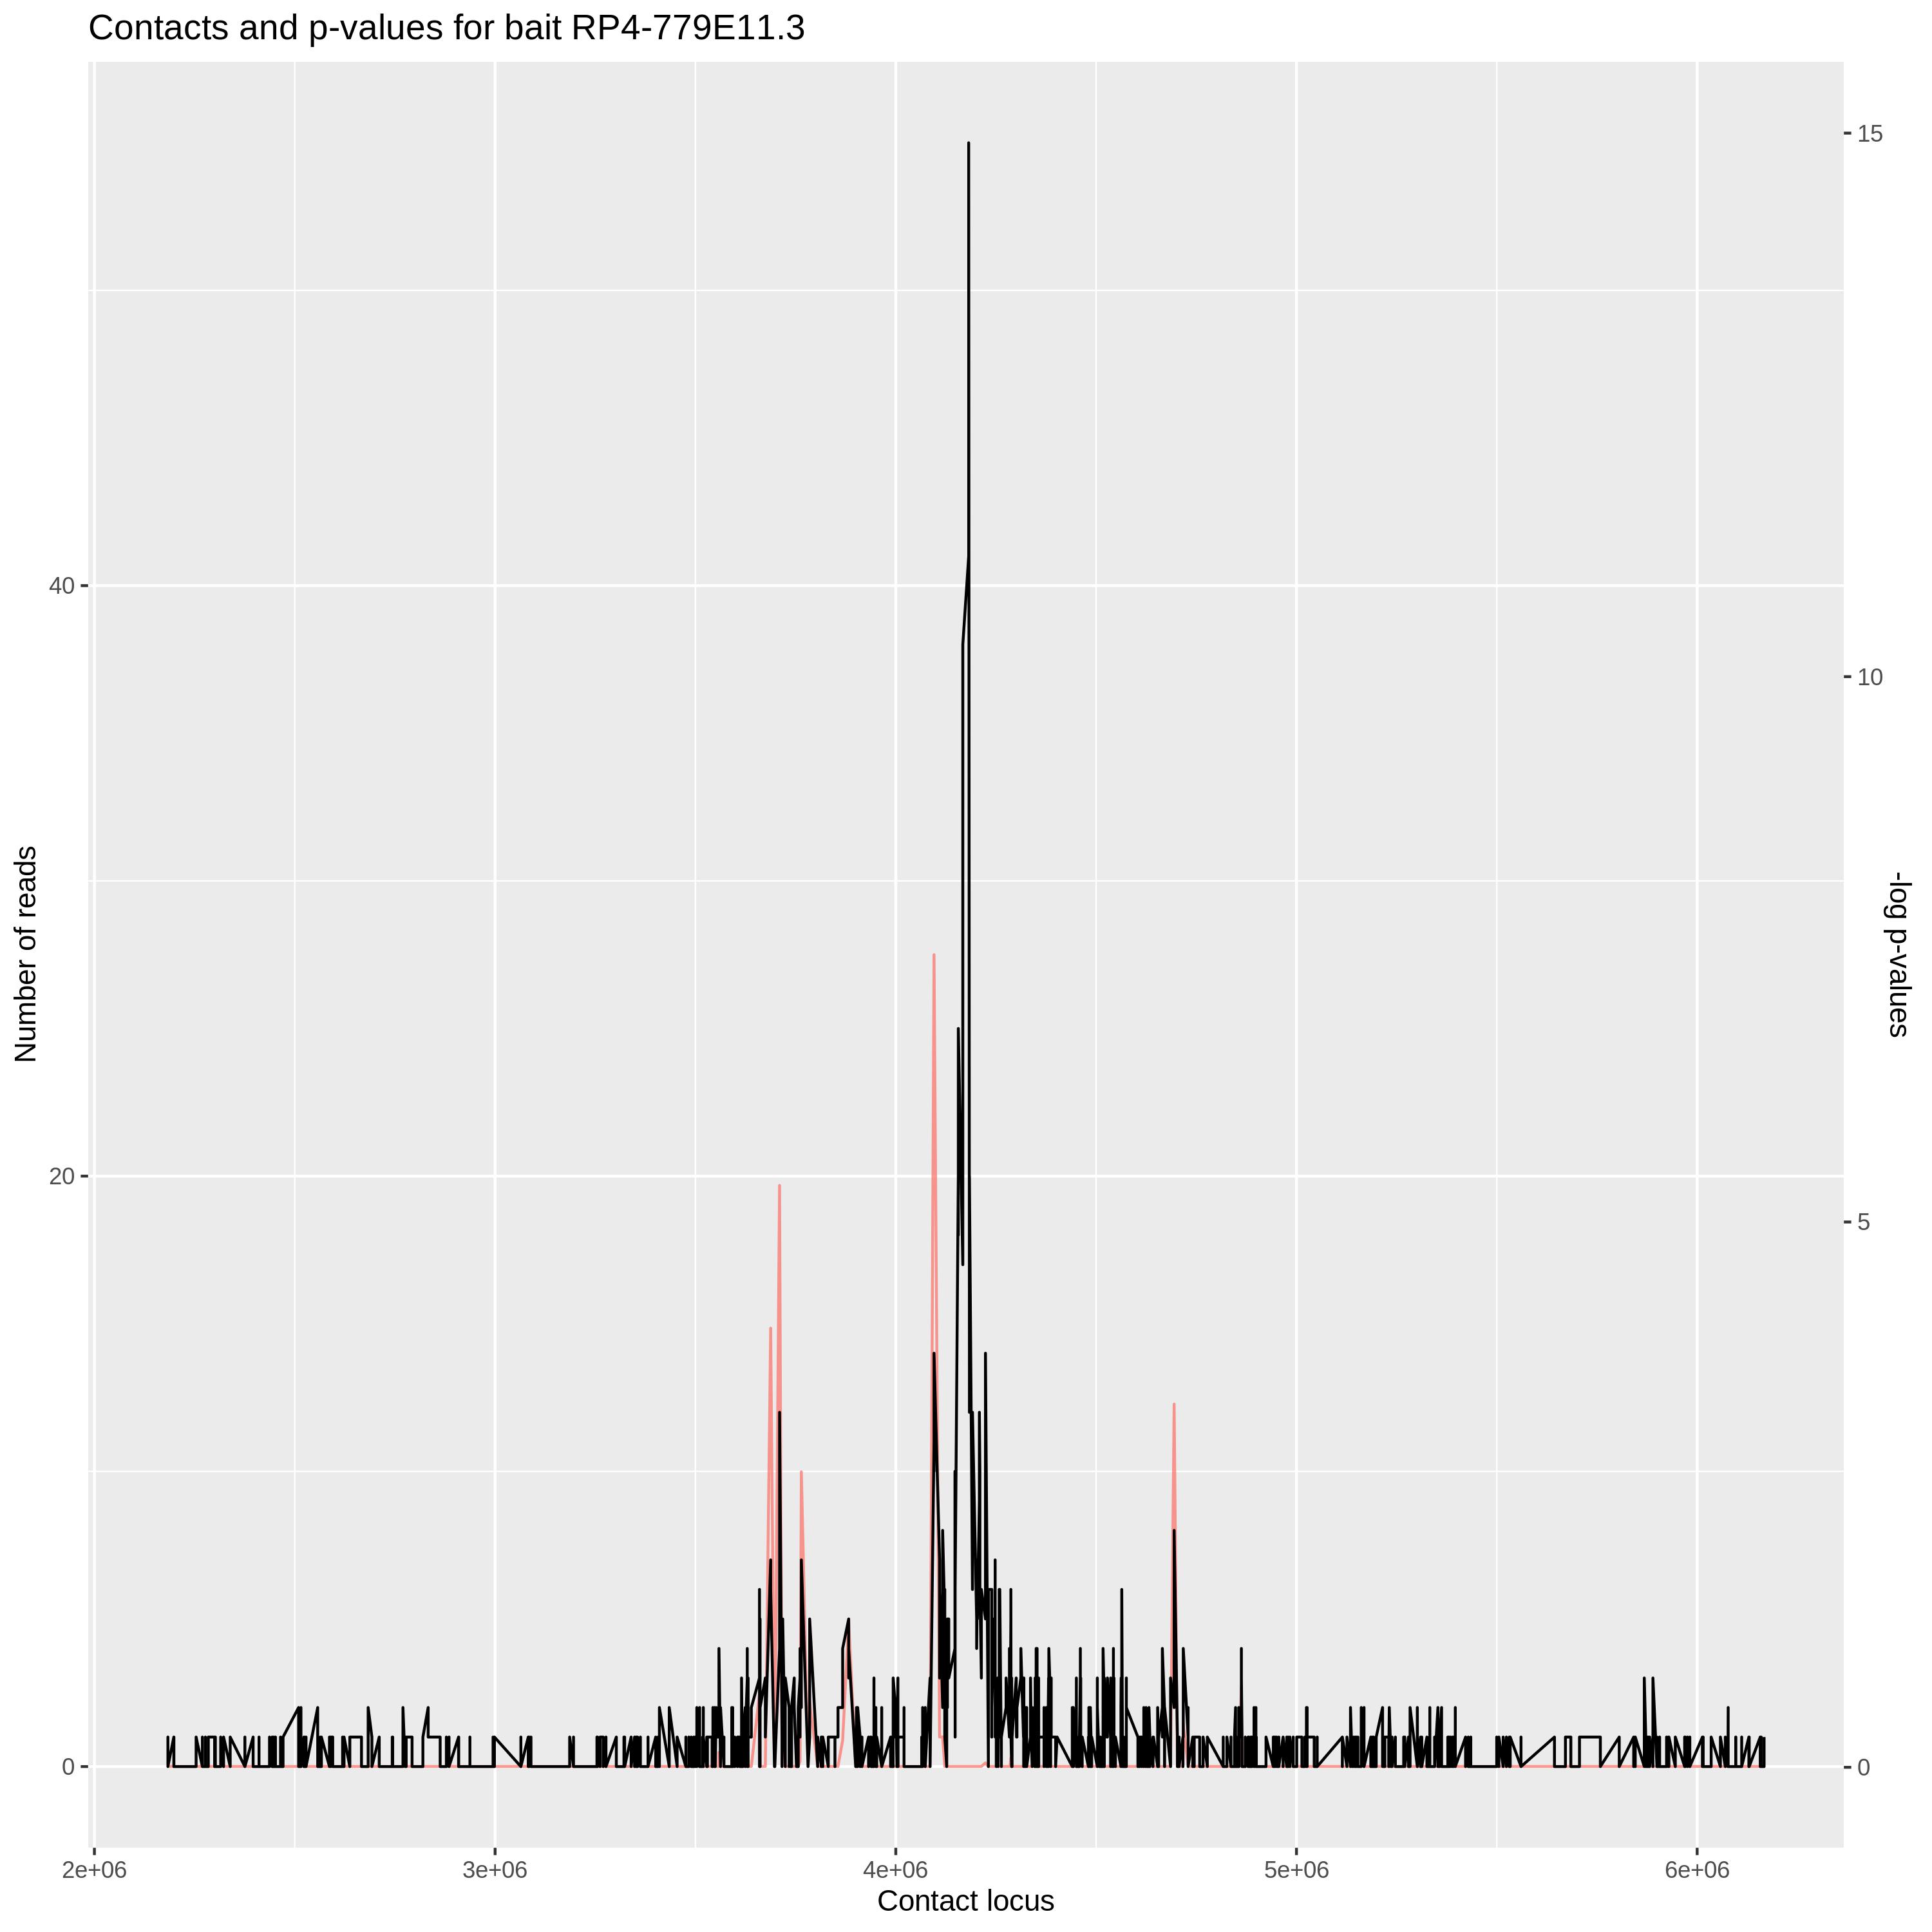 Contacts and p-values for bait RP4-779E11.3
Number of reads
40
20
0
15
10
5
0
-log p-values
2e+06 3e+06 4e+06 5e+06 6e+06
Contact locus